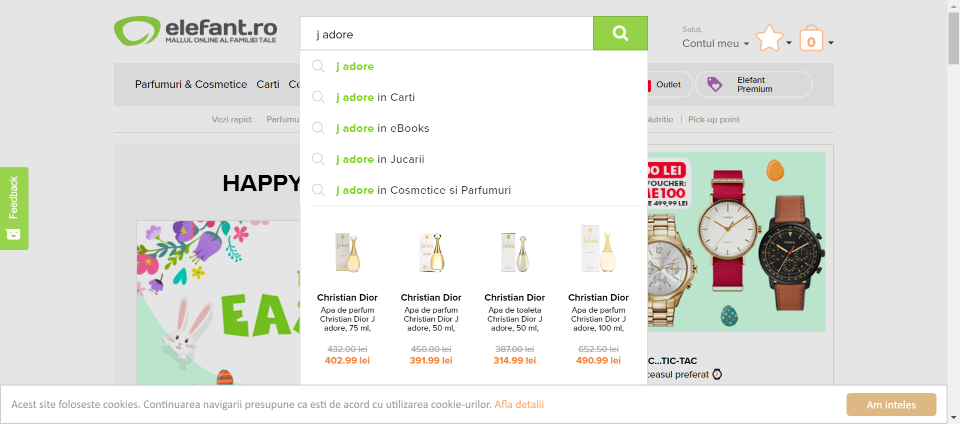 elefant.ro
MALLUL ONLINE AL FAMILIEI TALE
j adore
Salut,
Contul meu
0
Parfumuri & Cosmetice Carti
Outlet
Elefant
Premium
Vezi rapid:
Nutritie | Pick-up point
j adore
j adore in Carti
j adore in eBooks
j adore in Jucarii
j adore in Cosmetice si Parfumuri
Feedback
HAPPY
EA
LEI
VOUCHER:
499,99 LEI
Christian Dior
Apa de parfum
Christian Dior J
adore, 75 ml,
432.00 lei
402.99 lei
Christian Dior
Apa de parfum
Christian Dior J
adore, 50 ml,
450.00 lei
391.99 lei
Christian Dior
Apa de toaleta
Christian Dior J
adore, 50 ml,
387.00 lei
314.99 lei
Christian Dior
Apa de parfum
Christian Dior J
adore, 100 ml,
652.50 lei
490.99 lei
C...TIC-TAC
ceasul preferat
Acest site foloseste cookies. Continuarea navigarii presupune ca esti de acord cu utilizarea cookie-urilor. Afla detalii
Am inteles